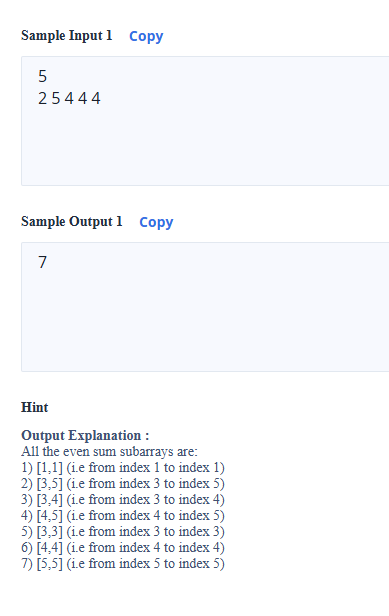 Sample Input 1 Copy
5
2 5 4 4 4
Sample Output 1 Copy
7
Hint
Output Explanation :
All the even sum subarrays are:
1) [1,1] (i.e from index 1 to index 1)
2) [3,5] (i.e from index 3 to index 5)
3) [3,4] (i.e from index 3 to index 4)
4) [4,5] (i.e from index 4 to index 5)
5) [3,3] (i.e from index 3 to index 3)
6) [4,4] (i.e from index 4 to index 4)
7) [5,5] (i.e from index 5 to index 5)